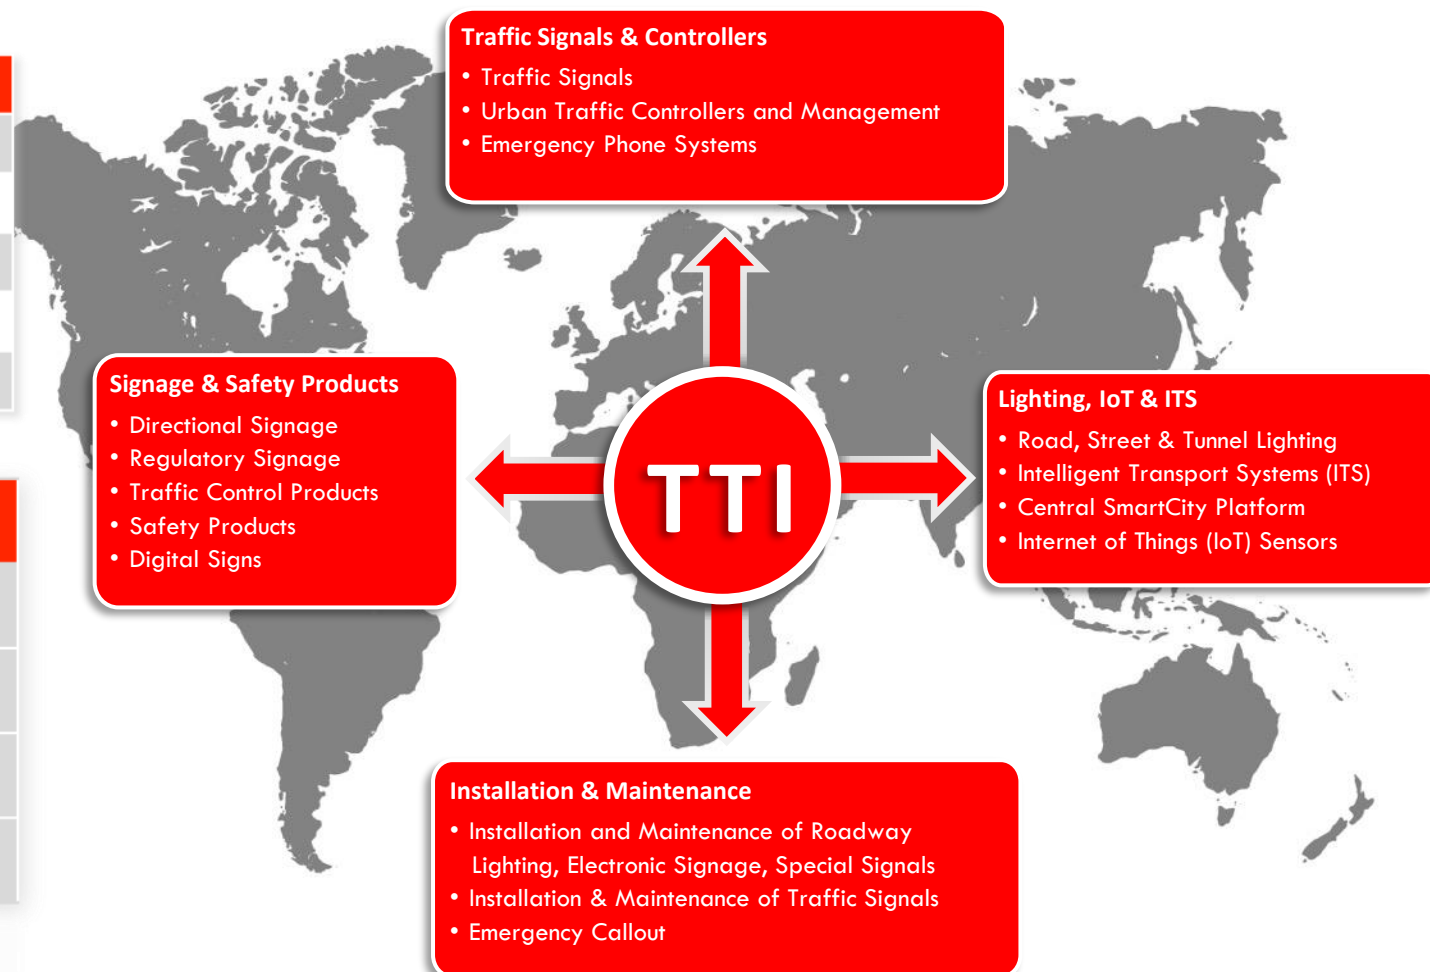 Traffic Signals & Controllers
• Traffic Signals
• Urban Traffic Controllers and Management
• Emergency Phone Systems
Signage & Safety Products
• Directional Signage
• Regulatory Signage
• Traffic Control Products
• Safety Products
• Digital Signs
TTI
Lighting, IoT & ITS
• Road, Street & Tunnel Lighting
• Intelligent Transport Systems (ITS)
• Central SmartCity Platform
• Internet of Things (IoT) Sensors
Installation & Maintenance
• Installation and Maintenance of Roadway
Lighting, Electronic Signage, Special Signals
• Installation & Maintenance of Traffic Signals
• Emergency Callout